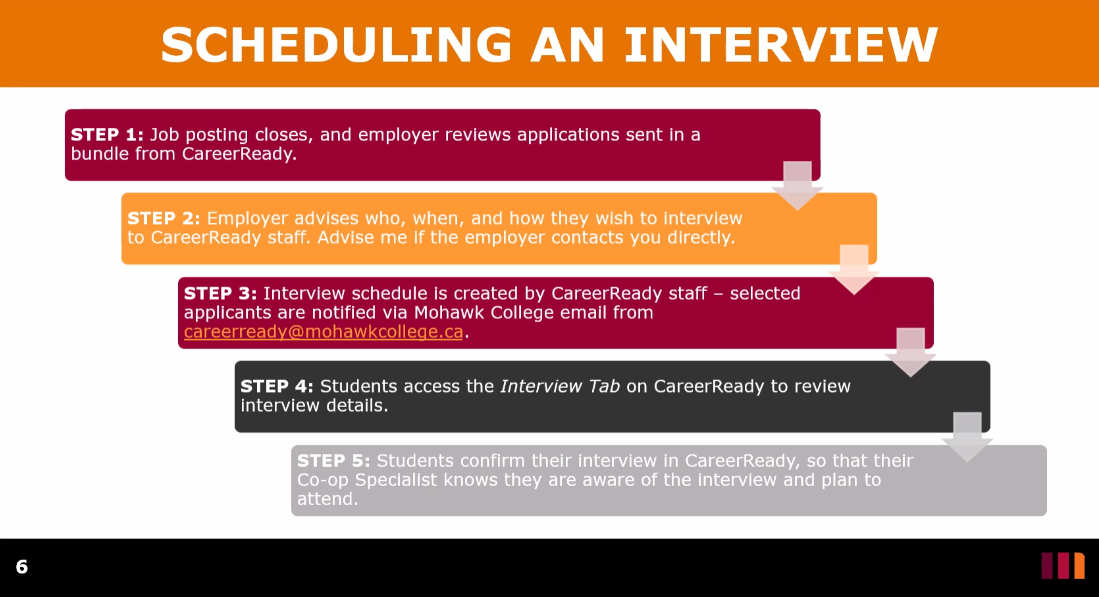 SCHEDULING AN INTERVIEW
STEP 1: Job posting closes, and employer reviews applications sent in a
bundle from CareerReady.
STEP 2: Employer advises who, when, and how they wish to interview
to CareerReady staff. Advise me if the employer contacts you directly.
STEP 3: Interview schedule is created by CareerReady staff – selected
applicants are notified via Mohawk College email from
careerready@mohawkcollege.ca.
STEP 4: Students access the Interview Tab on CareerReady to review
interview details.
STEP 5: Students confirm their interview in CareerReady, so that their
Co-op Specialist knows they are aware of the interview and plan to
attend.
6